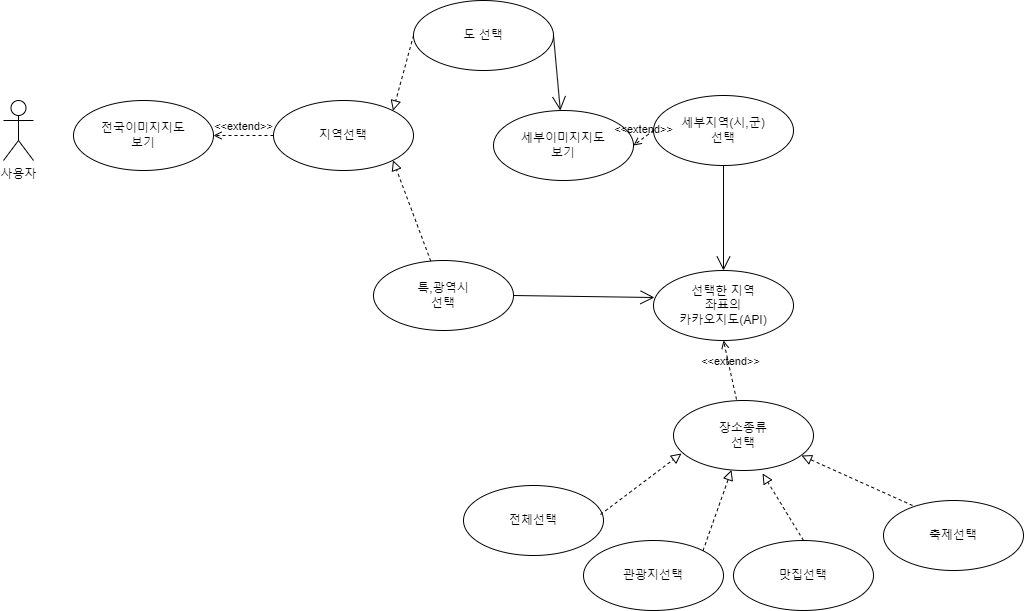 도 선택
전국이미지지도
보기
<<extend>>
지역선택
세부이미지지도
보기
<<extend>>
세부지역(시,군)
선택
사용자
특,광역시
선택
선택한 지역
좌표의
카카오지도(API)
<<extend>>
장소종류
선택
전체선택
관광지선택
맛집선택
축제선택